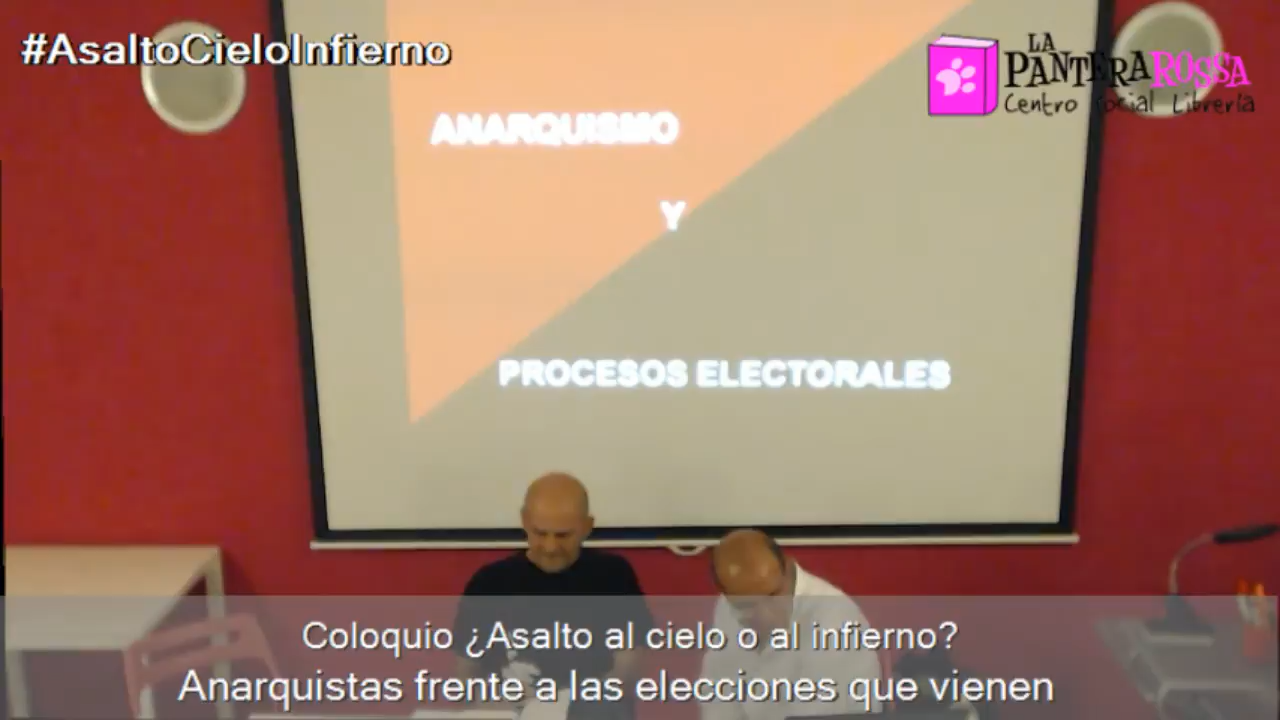 #AsaltoCieloInfierno
LA
PANTERA ROSSA
Centro Social Librería
ANARQUISMO
Y
PROCESOS ELECTORALES
Coloquio ¿Asalto al cielo o al infierno?
Anarquistas frente a las elecciones que vienen